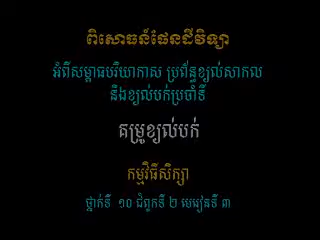 ពិសោធន៍ផែនដីវិទ្យា
អំពីសម្ពាធបរិយាកាស ប្រព័ន្ធខ្យល់សាកល
និងខ្យល់បក់ប្រចាំទី
គម្រូខ្យល់បក់
កម្មវិធីសិក្សា
ថ្នាក់ទី ១០ ជំពូកទី ២ មេរៀនទី ៣